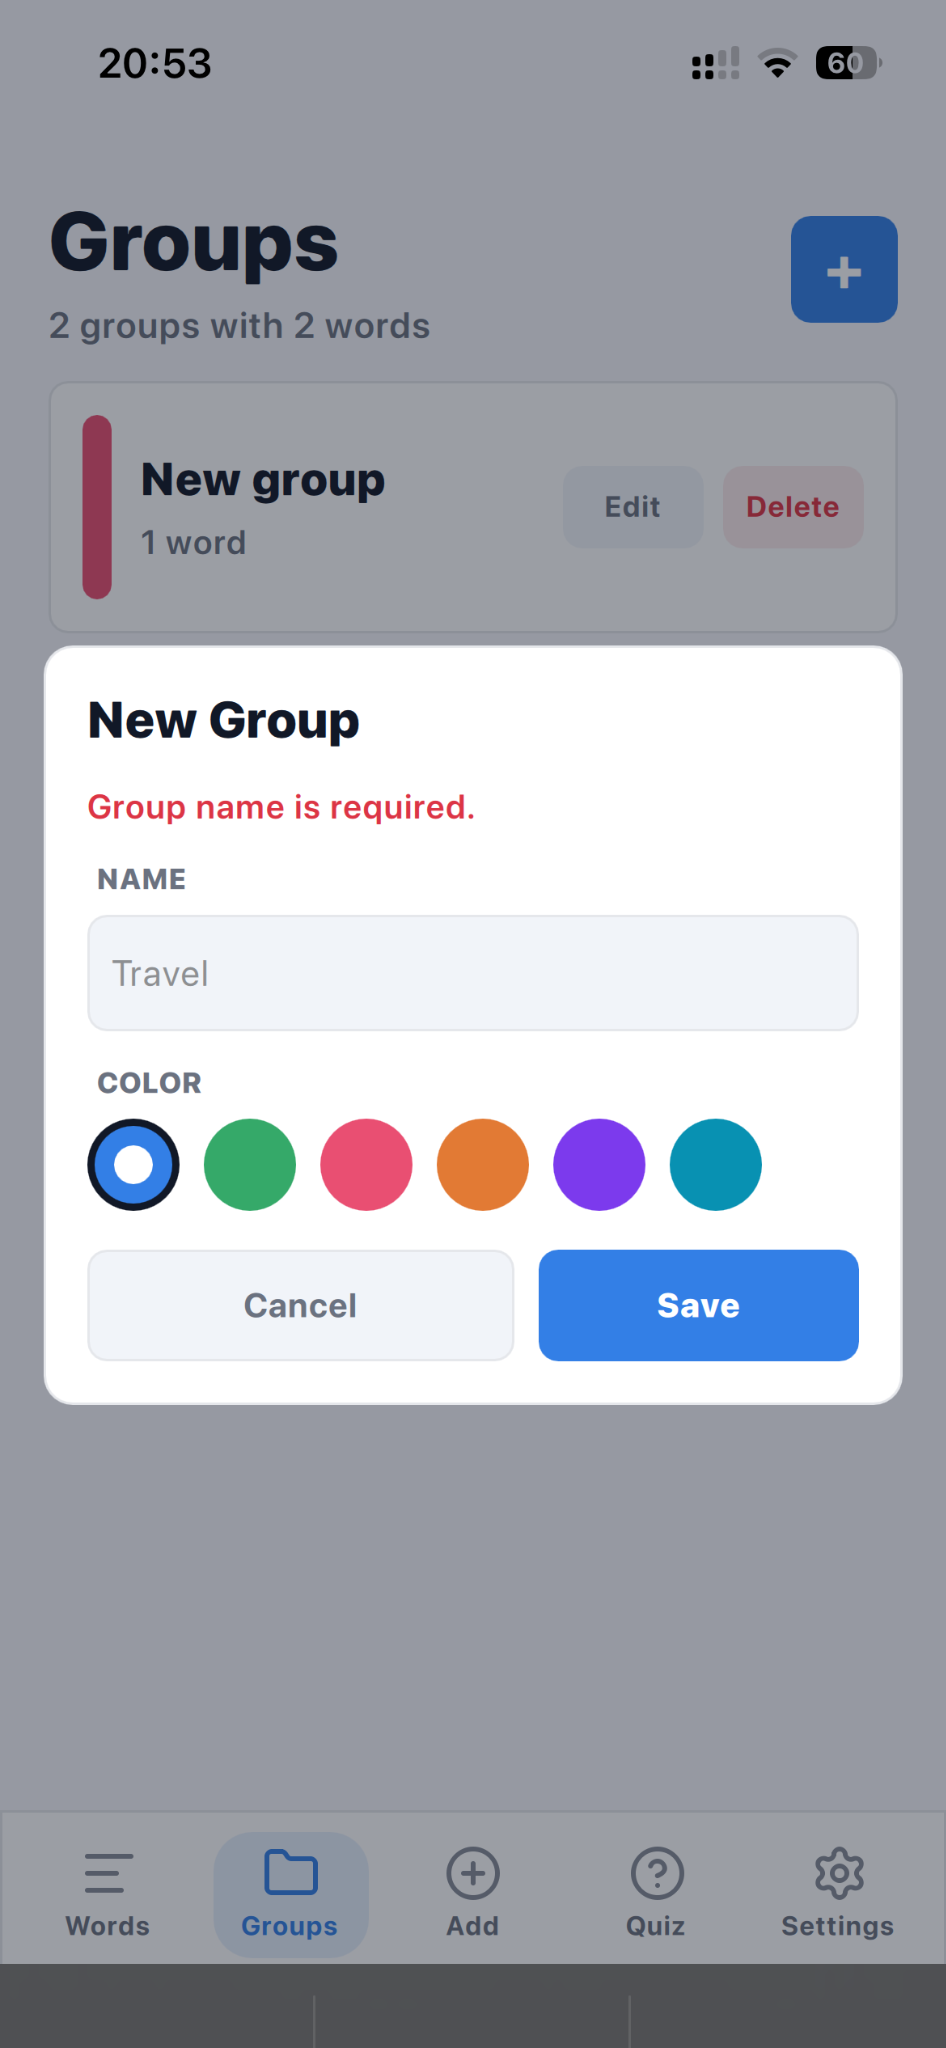 20:53
60
Groups
+
2 groups with 2 words
New group
1 word
Edit
Delete
New Group
Group name is required.
NAME
Travel
COLOR
Cancel
Save
Words
Groups
Add
Quiz
Settings